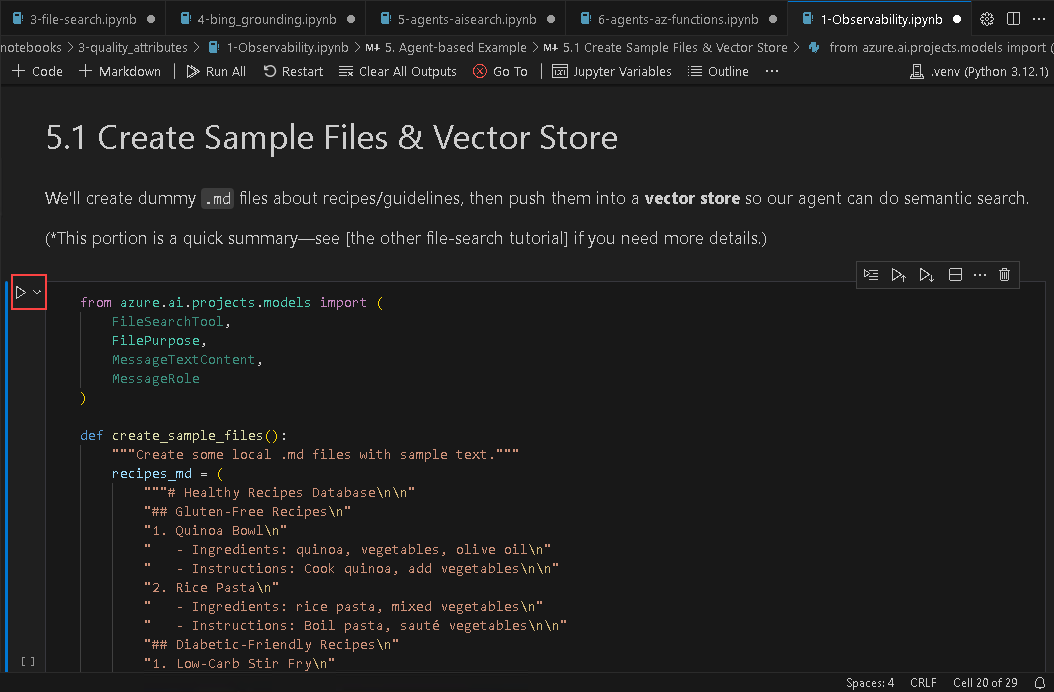 3-file-search.ipynb
4-bing_grounding.ipynb
5-agents-aisearch.ipynb
6-agents-az-functions.ipynb
1-Observability.ipynb
notebooks > 3-quality_attributes > 1-Observability.ipynb > M↓ 5. Agent-based Example > M↓ 5.1 Create Sample Files & Vector Store > from azure.ai.projects.models import (
+ Code + Markdown | Run All Restart Clear All Outputs Go To | Jupyter Variables Outline ··· .venv (Python 3.12.1)
5.1 Create Sample Files & Vector Store
We'll create dummy .md files about recipes/guidelines, then push them into a vector store so our agent can do semantic search.
(*This portion is a quick summary—see [the other file-search tutorial] if you need more details.)
from azure.ai.projects.models import (
    FileSearchTool,
    FilePurpose,
    MessageTextContent,
    MessageRole
)
def create_sample_files():
    """Create some local .md files with sample text."""
    recipes_md = (
        """# Healthy Recipes Database\n\n"
        "## Gluten-Free Recipes\n"
        "1. Quinoa Bowl\n"
        "   - Ingredients: quinoa, vegetables, olive oil\n"
        "   - Instructions: Cook quinoa, add vegetables\n\n"
        "2. Rice Pasta\n"
        "   - Ingredients: rice pasta, mixed vegetables\n"
        "   - Instructions: Boil pasta, sauté vegetables\n\n"
        "## Diabetic-Friendly Recipes\n"
        "1. Low-Carb Stir Fry\n"
[ ]
Spaces: 4 CRLF Cell 20 of 29